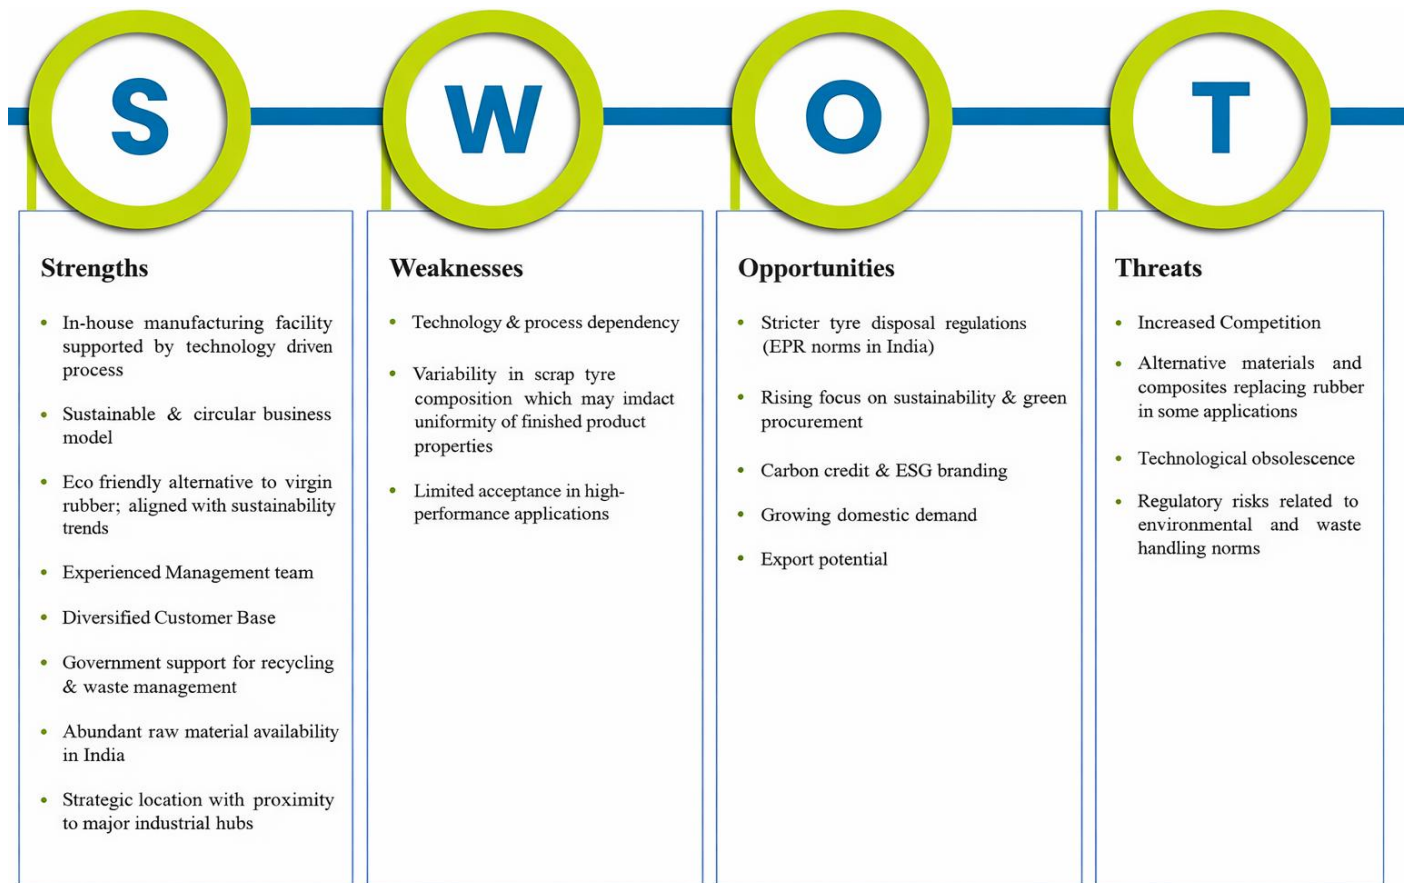 S
W
O
T
Strengths
• In-house manufacturing facility
supported by technology driven
process
• Sustainable & circular business
model
• Eco friendly alternative to virgin
rubber; aligned with sustainability
trends
• Experienced Management team
• Diversified Customer Base
• Government support for recycling
& waste management
• Abundant raw material availability
in India
• Strategic location with proximity
to major industrial hubs
Weaknesses
• Technology & process dependency
• Variability in scrap tyre
composition which may imdact
uniformity of finished product
properties
• Limited acceptance in high-
performance applications
Opportunities
• Stricter tyre disposal regulations
(EPR norms in India)
• Rising focus on sustainability & green
procurement
• Carbon credit & ESG branding
• Growing domestic demand
• Export potential
Threats
• Increased Competition
• Alternative materials and
composites replacing rubber
in some applications
• Technological obsolescence
• Regulatory risks related to
environmental and waste
handling norms